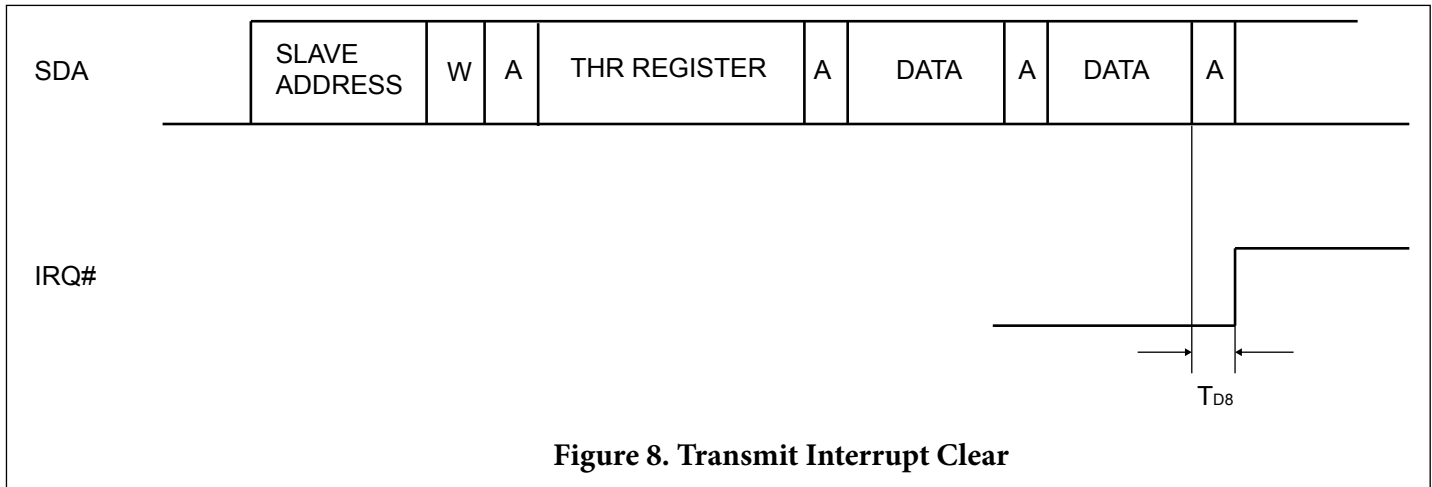 SDA
SLAVE
ADDRESS
W
A
THR REGISTER
A
DATA
A
DATA
A
IRQ#
TD8
Figure 8. Transmit Interrupt Clear